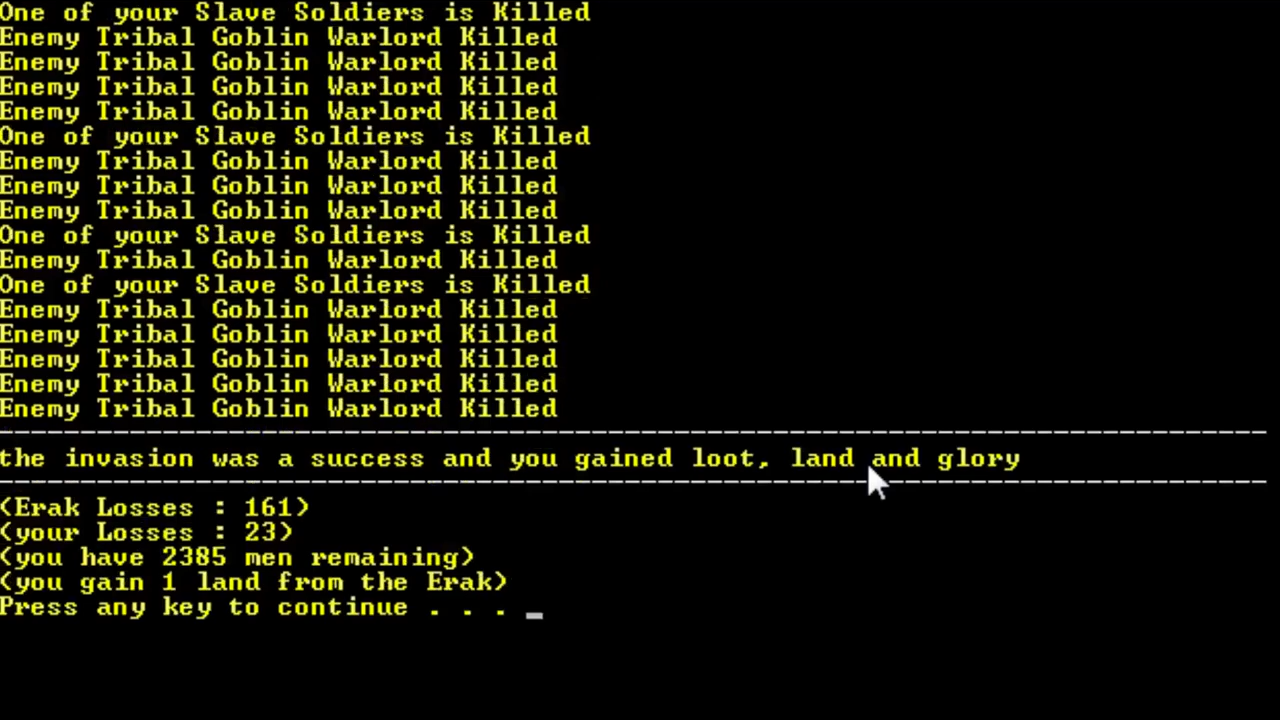 One of your Slave Soldiers is Killed
Enemy Tribal Goblin Warlord Killed
Enemy Tribal Goblin Warlord Killed
Enemy Tribal Goblin Warlord Killed
Enemy Tribal Goblin Warlord Killed
One of your Slave Soldiers is Killed
Enemy Tribal Goblin Warlord Killed
Enemy Tribal Goblin Warlord Killed
Enemy Tribal Goblin Warlord Killed
One of your Slave Soldiers is Killed
Enemy Tribal Goblin Warlord Killed
One of your Slave Soldiers is Killed
Enemy Tribal Goblin Warlord Killed
Enemy Tribal Goblin Warlord Killed
Enemy Tribal Goblin Warlord Killed
Enemy Tribal Goblin Warlord Killed
Enemy Tribal Goblin Warlord Killed
the invasion was a success and you gained loot, land and glory
(Erak Losses : 161)
(your Losses : 23)
(you have 2385 men remaining)
(you gain 1 land from the Erak)
Press any key to continue . . . _